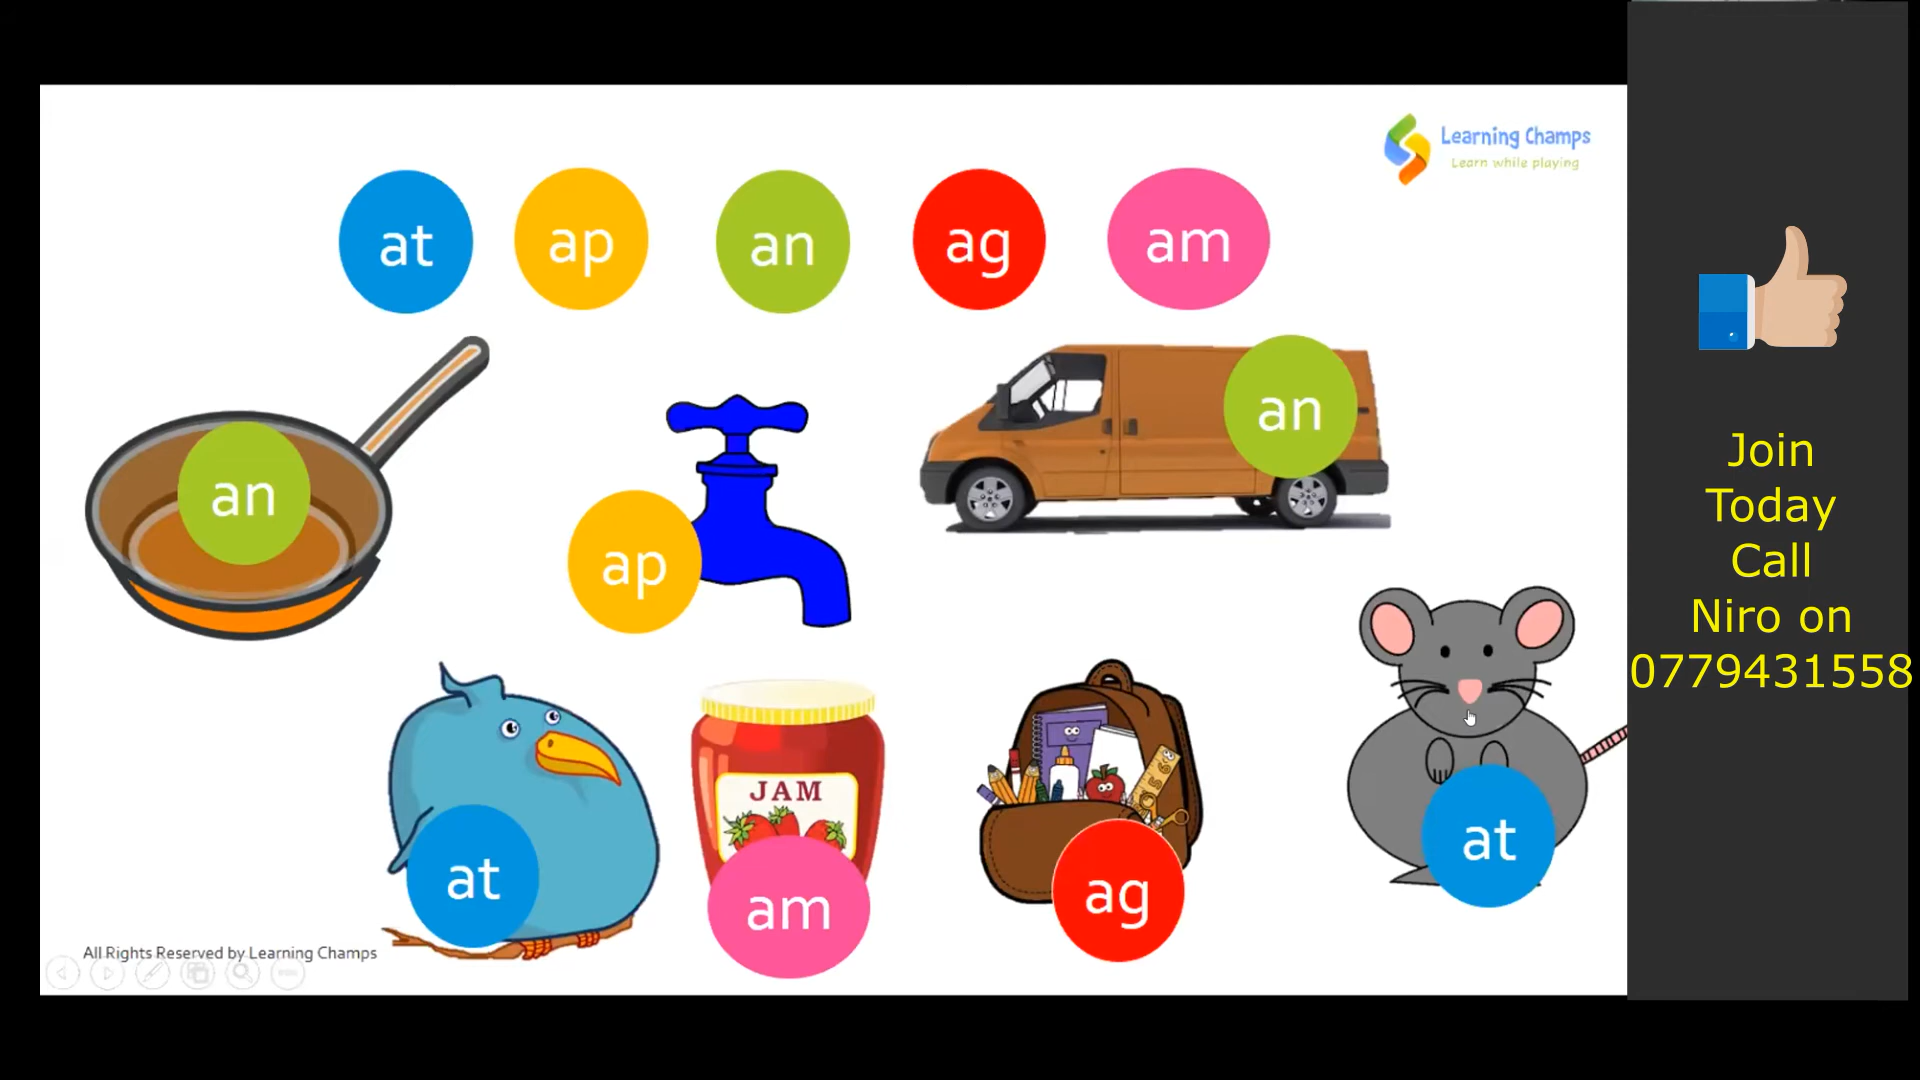 Learning Champs
Learn while playing
at
ap
an
ag
am
an
ap
an
at
JAM
am
ag
at
All Rights Reserved by Learning Champs
Join
Today
Call
Niro on
0779431558